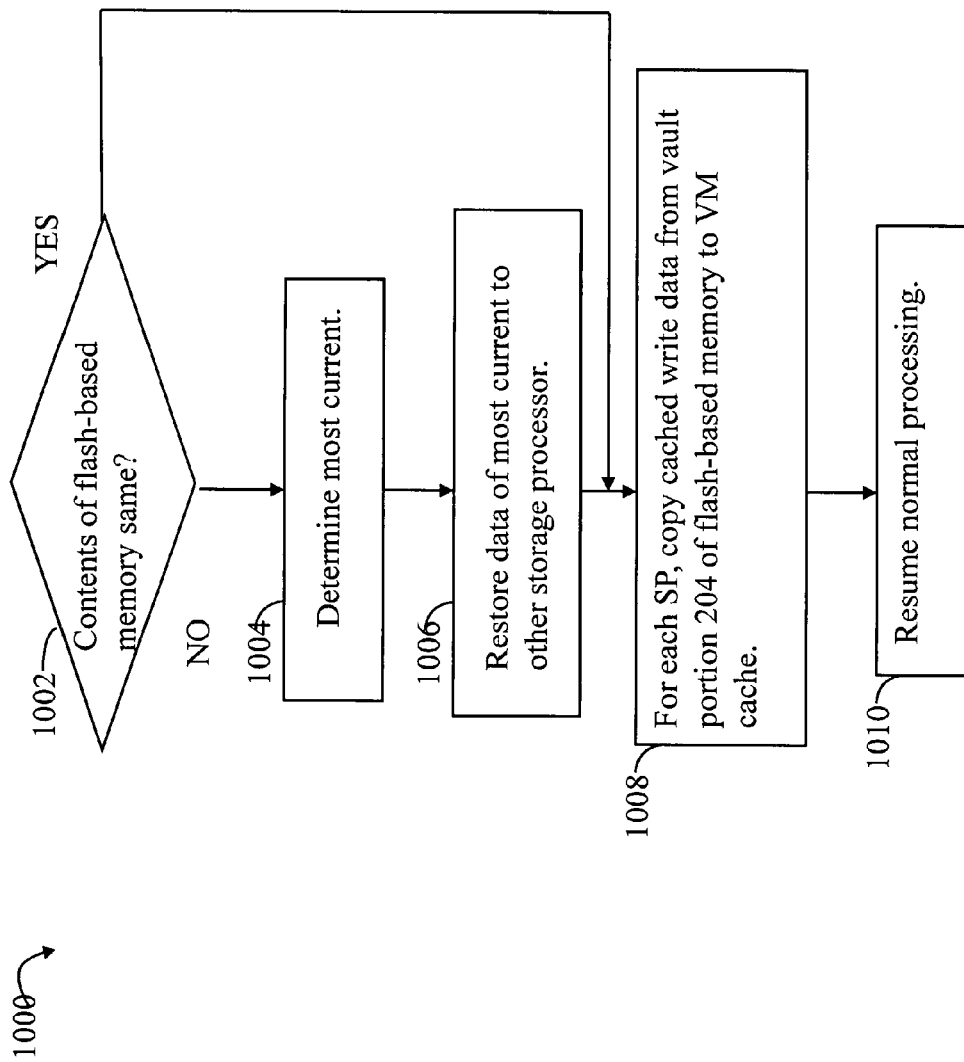 1000
1002
Contents of flash-based
memory same?
YES
NO
1004
Determine most current.
1006
Restore data of most current to
other storage processor.
1008
For each SP, copy cached write data from vault
portion 204 of flash-based memory to VM
cache.
1010
Resume normal processing.